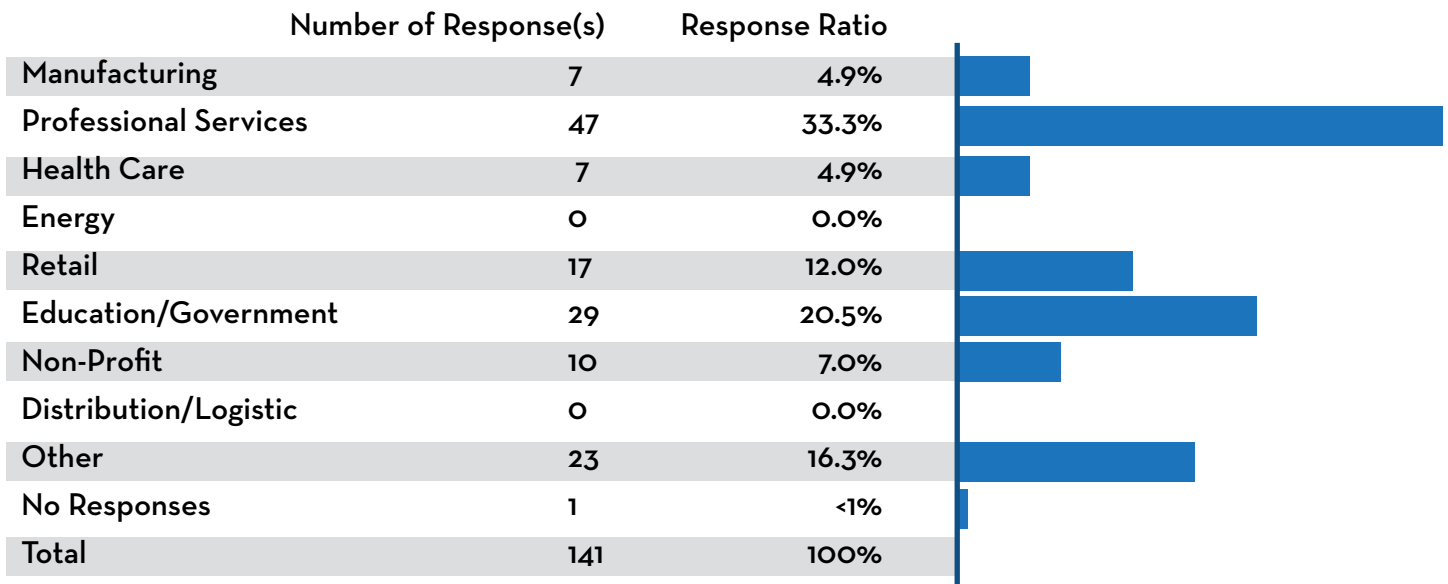 Number of Response(s) Response Ratio
Manufacturing 7 4.9%
Professional Services 47 33.3%
Health Care 7 4.9%
Energy 0 0.0%
Retail 17 12.0%
Education/Government 29 20.5%
Non-Profit 10 7.0%
Distribution/Logistic 0 0.0%
Other 23 16.3%
No Responses 1 <1%
Total 141 100%